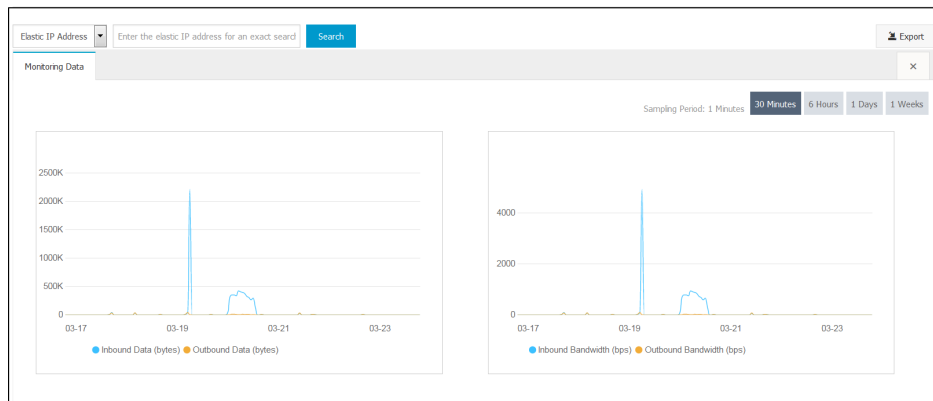 Elastic IP Address Enter the elastic IP address for an exact search Search Export
Monitoring Data ×
Sampling Period: 1 Minutes 30 Minutes 6 Hours 1 Days 1 Weeks
2500K
2000K
1500K
1000K
500K
0
03-17 03-19 03-21 03-23
Inbound Data (bytes) Outbound Data (bytes)
4000
2000
0
03-17 03-19 03-21 03-23
Inbound Bandwidth (bps) Outbound Bandwidth (bps)